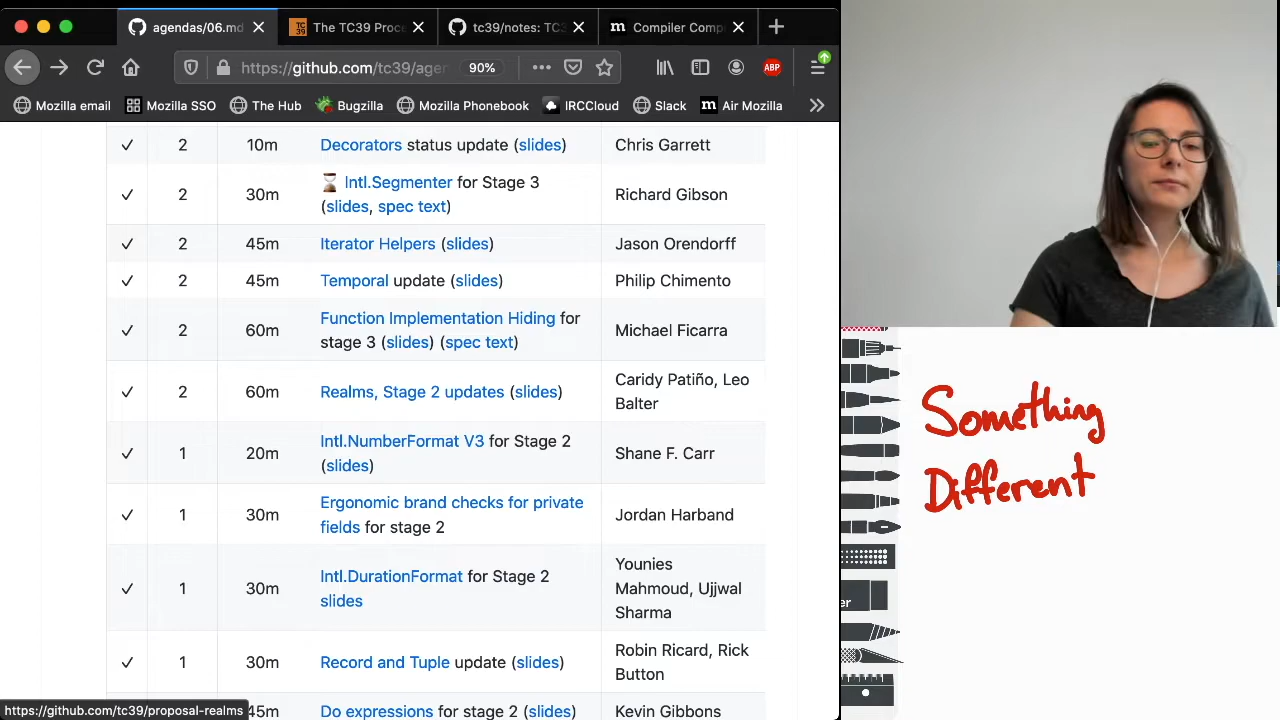 agendas/06.md
The TC39 Proc
tc39/notes: TC3
Compiler Comp
https://github.com/tc39/agen
90%
ABP
Mozilla email
Mozilla SSO
The Hub
Bugzilla
Mozilla Phonebook
IRCCloud
Slack
Air Mozilla
✓ 2 10m Decorators status update (slides) Chris Garrett
✓ 2 30m ⌛ Intl.Segmenter for Stage 3 Richard Gibson
(slides, spec text)
✓ 2 45m Iterator Helpers (slides) Jason Orendorff
✓ 2 45m Temporal update (slides) Philip Chimento
✓ 2 60m Function Implementation Hiding for Michael Ficarra
stage 3 (slides) (spec text)
✓ 2 60m Realms, Stage 2 updates (slides) Caridy Patiño, Leo
Balter
✓ 1 20m Intl.NumberFormat V3 for Stage 2 Shane F. Carr
(slides)
✓ 1 30m Ergonomic brand checks for private Jordan Harband
fields for stage 2
✓ 1 30m Intl.DurationFormat for Stage 2 Younies
slides Mahmoud, Ujjwal
Sharma
✓ 1 30m Record and Tuple update (slides) Robin Ricard, Rick
Button
45m Do expressions for stage 2 (slides) Kevin Gibbons
https://github.com/tc39/proposal-realms
Something
Different
er